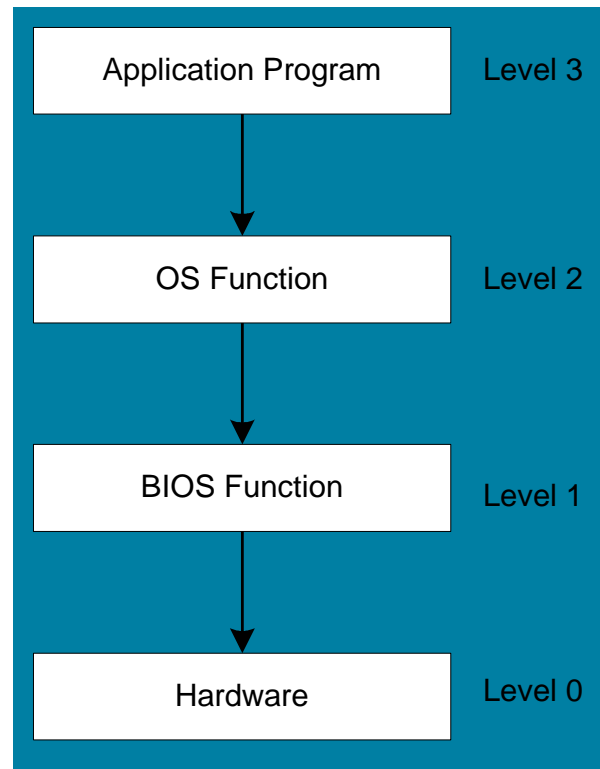 Application Program
Level 3
OS Function
Level 2
BIOS Function
Level 1
Hardware
Level 0